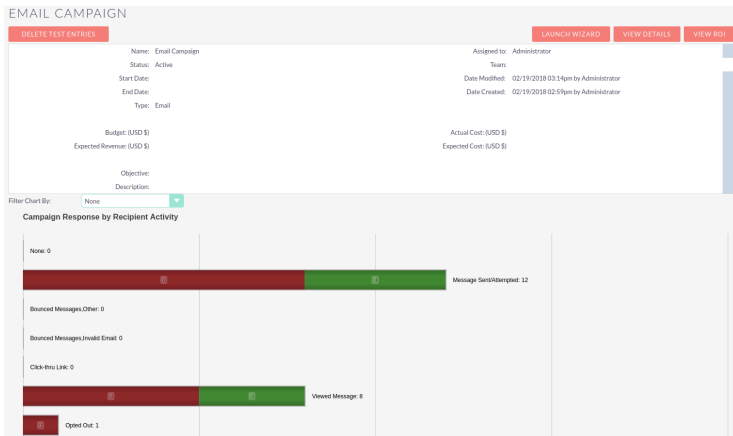 EMAIL CAMPAIGN
DELETE TEST ENTRIES LAUNCH WIZARD VIEW DETAILS VIEW ROI
Name: Email Campaign Assigned to: Administrator
Status: Active Team:
Start Date: Date Modified: 02/19/2018 03:14pm by Administrator
End Date: Date Created: 02/19/2018 02:59pm by Administrator
Type: Email
Budget: (USD $) Actual Cost: (USD $)
Expected Revenue: (USD $) Expected Cost: (USD $)
Objective:
Description:
Filter Chart By: None
Campaign Response by Recipient Activity
None: 0
Message Sent/Attempted: 12
Bounced Messages,Other: 0
Bounced Messages,Invalid Email: 0
Click-thru Link: 0
Viewed Message: 8
Opted Out: 1